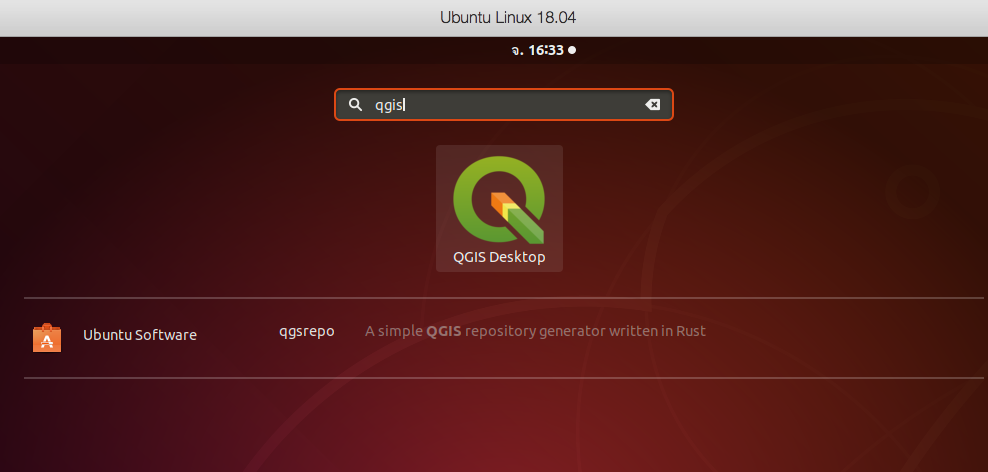 Ubuntu Linux 18.04
จ. 16:33
qgis
QGIS Desktop
Ubuntu Software
qgsrepo
A simple QGIS repository generator written in Rust